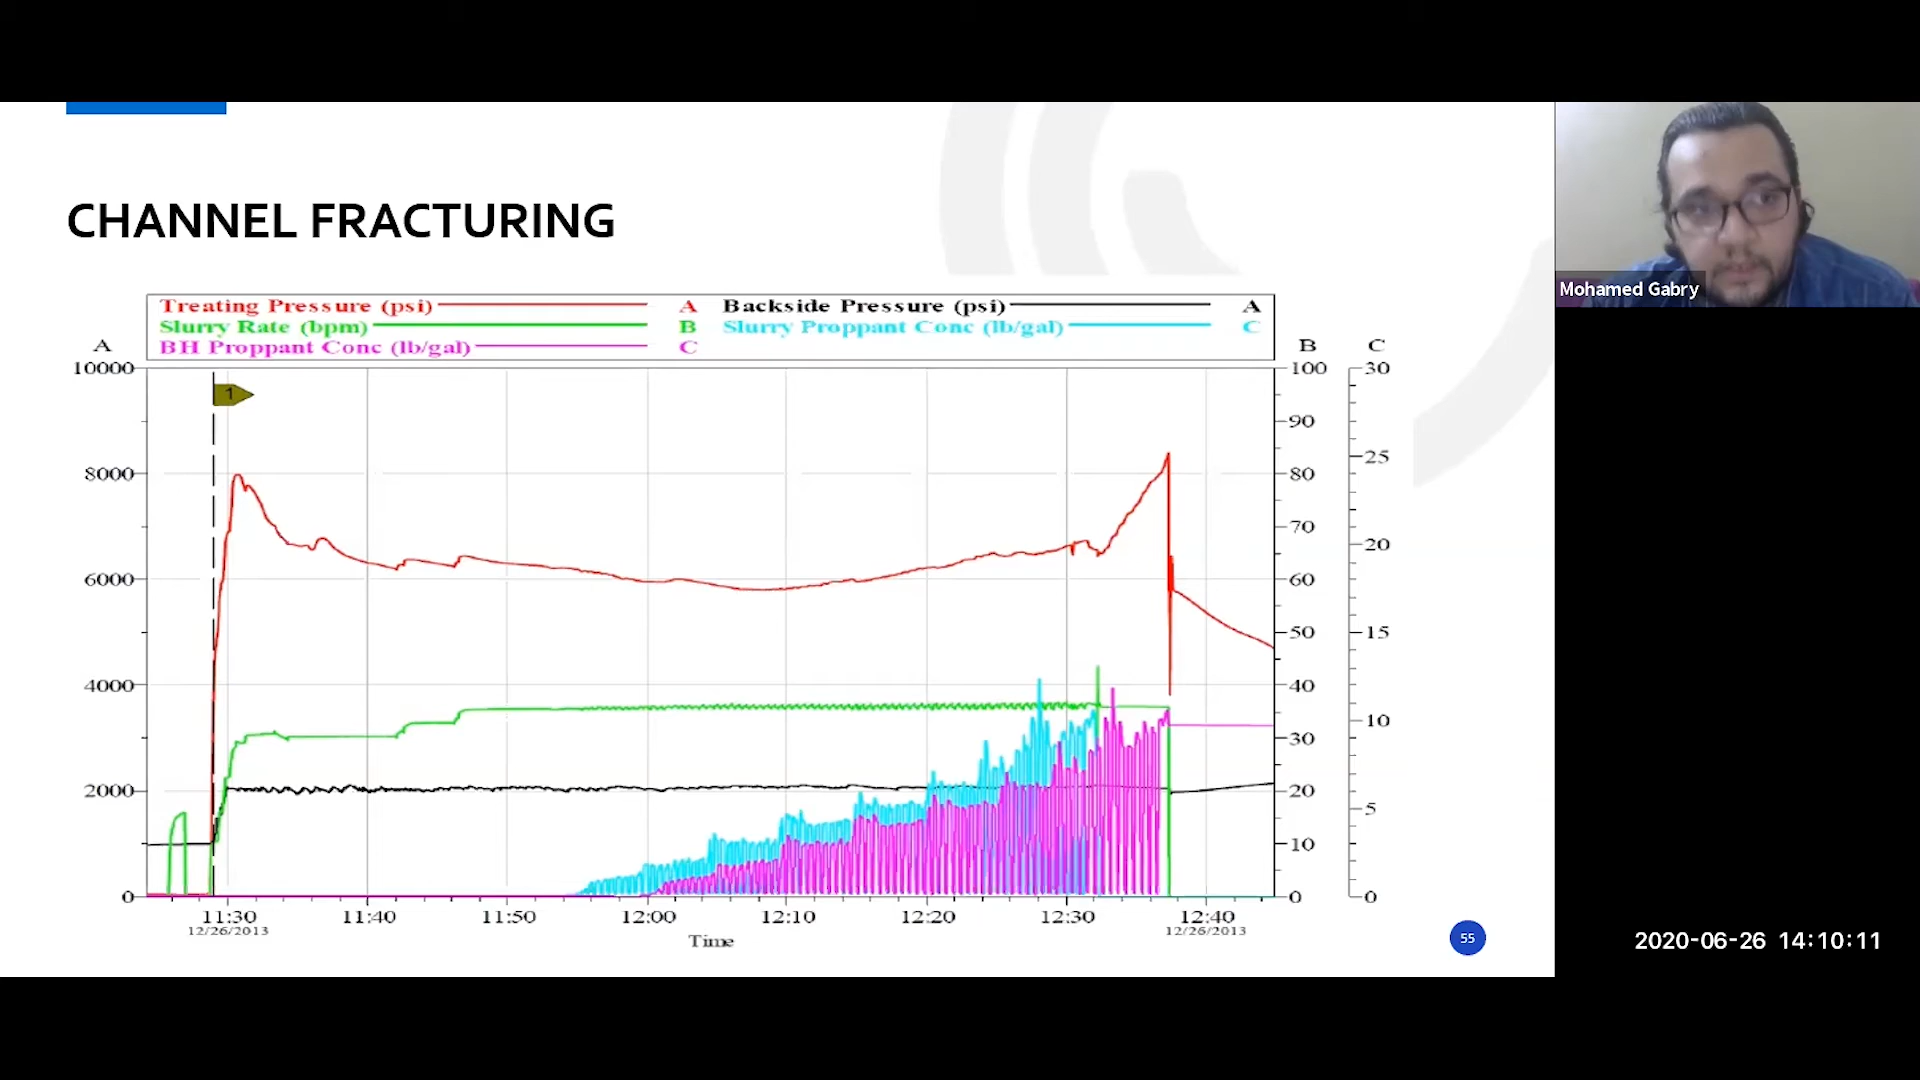 CHANNEL FRACTURING
Treating Pressure (psi) A Backside Pressure (psi) A
Slurry Rate (bpm) B Slurry Proppant Conc (lb/gal) C
BH Proppant Conc (lb/gal) C
A B C
10000 100 30
1
90
25
8000 80
70
20
6000 60
50 15
4000 40
10
30
2000 20
5
10
0 0 0
11:30 11:40 11:50 12:00 12:10 12:20 12:30 12:40
12/26/2013 12/26/2013
Time
55
Mohamed Gabry
2020-06-26 14:10:11